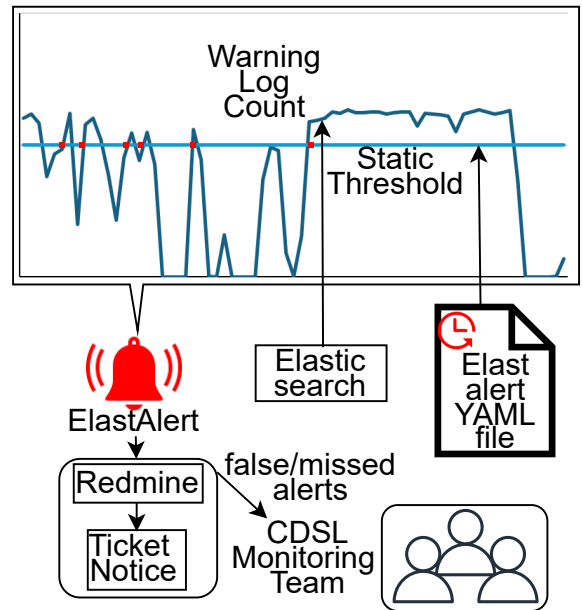 Warning
Log
Count
Static
Threshold
Elastic
search
Elast
alert
YAML
file
ElastAlert
Redmine
Ticket
Notice
false/missed
alerts
CDSL
Monitoring
Team